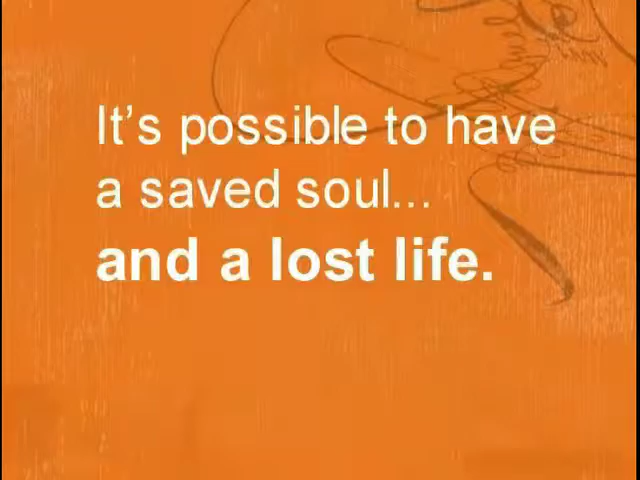 It’s possible to have
a saved soul...
and a lost life.